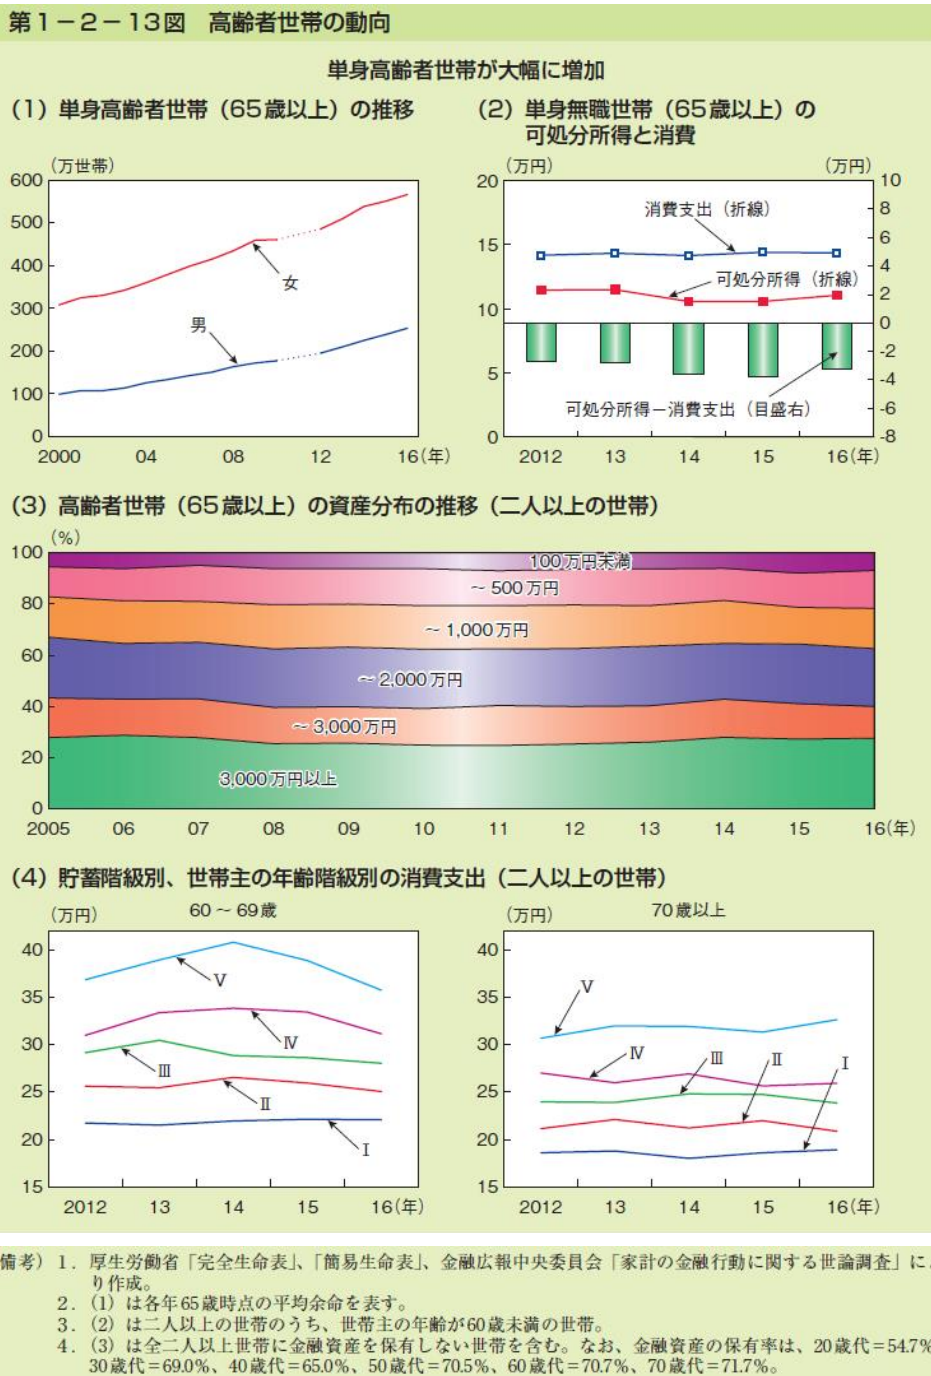 第1-2-13図 高齢者世帯の動向
単身高齢者世帯が大幅に増加
(1)単身高齢者世帯(65歳以上)の推移
(万世帯)
600
500
400
300
200
100
0
女
男
2000 04 08 12 16(年)
(2)単身無職世帯(65歳以上)の
可処分所得と消費
(万円) (万円)
20
15
10
5
0
10
8
6
4
2
0
-2
-4
-6
-8
消費支出(折線)
可処分所得(折線)
可処分所得-消費支出(目盛右)
2012 13 14 15 16(年)
(3)高齢者世帯(65歳以上)の資産分布の推移(二人以上の世帯)
(%)
100
80
60
40
20
0
100万円未満
~500万円
~1,000万円
~2,000万円
~3,000万円
3,000万円以上
2005 06 07 08 09 10 11 12 13 14 15 16(年)
(4)貯蓄階級別、世帯主の年齢階級別の消費支出(二人以上の世帯)
(万円) 60~69歳
40
35
30
25
20
15
Ⅴ
Ⅳ
Ⅲ
Ⅱ
Ⅰ
2012 13 14 15 16(年)
(万円) 70歳以上
40
35
30
25
20
15
Ⅴ
Ⅳ Ⅲ Ⅱ Ⅰ
2012 13 14 15 16(年)
備考)1.厚生労働省「完全生命表」、「簡易生命表」、金融広報中央委員会「家計の金融行動に関する世論調査」に
り作成。
2.(1)は各年65歳時点の平均余命を表す。
3.(2)は二人以上の世帯のうち、世帯主の年齢が60歳未満の世帯。
4.(3)は全二人以上世帯に金融資産を保有しない世帯を含む。なお、金融資産の保有率は、20歳代=54.7%
30歳代=69.0%、40歳代=65.0%、50歳代=70.5%、60歳代=70.7%、70歳代=71.7%。